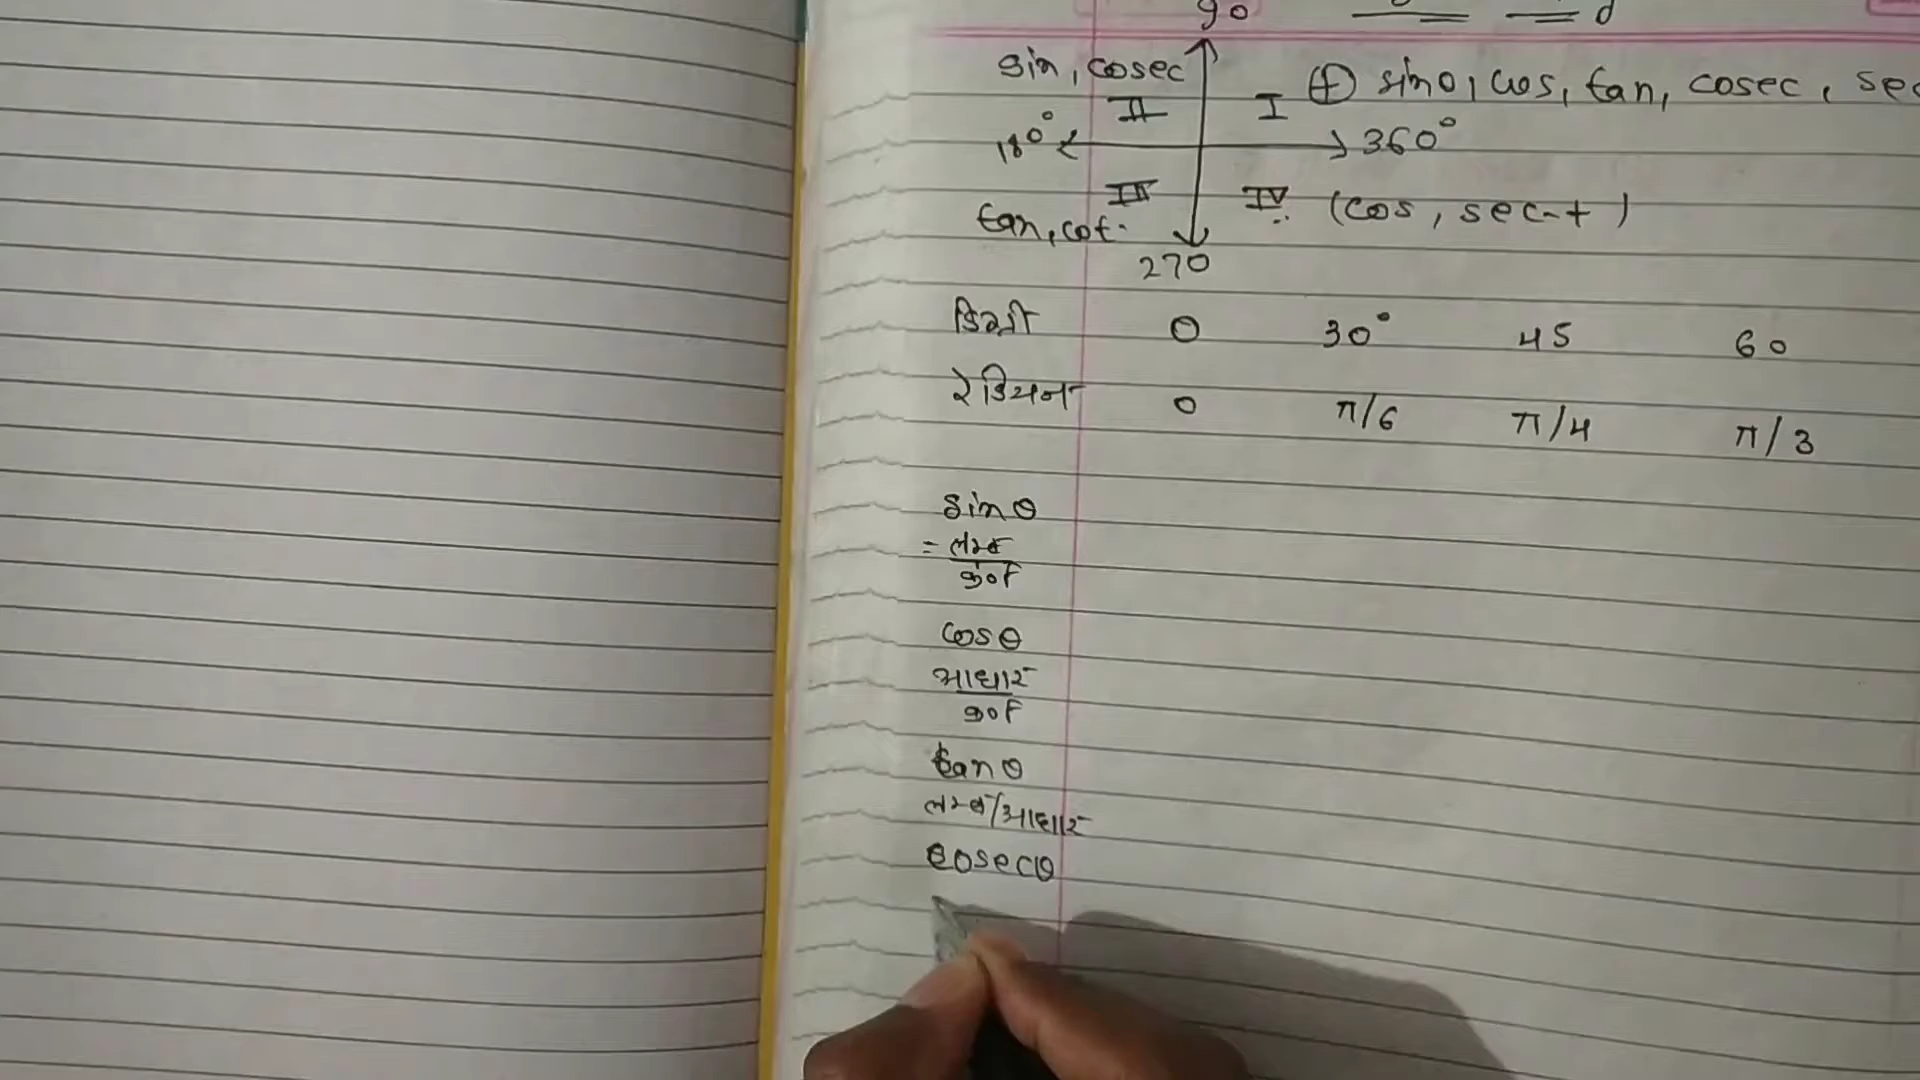 90
sin, cosec
II
I
⊕ sinθ, cos, tan, cosec, sec
180° 360°
III
IV
(cos, sec-+)
tan, cot.
270
डिग्री 0 30° 45 60
रेडियन 0 π/6 π/4 π/3
sinθ
= लम्ब
कर्ण
cosθ
आधार
कर्ण
tanθ
लम्ब/आधार
cosecθ